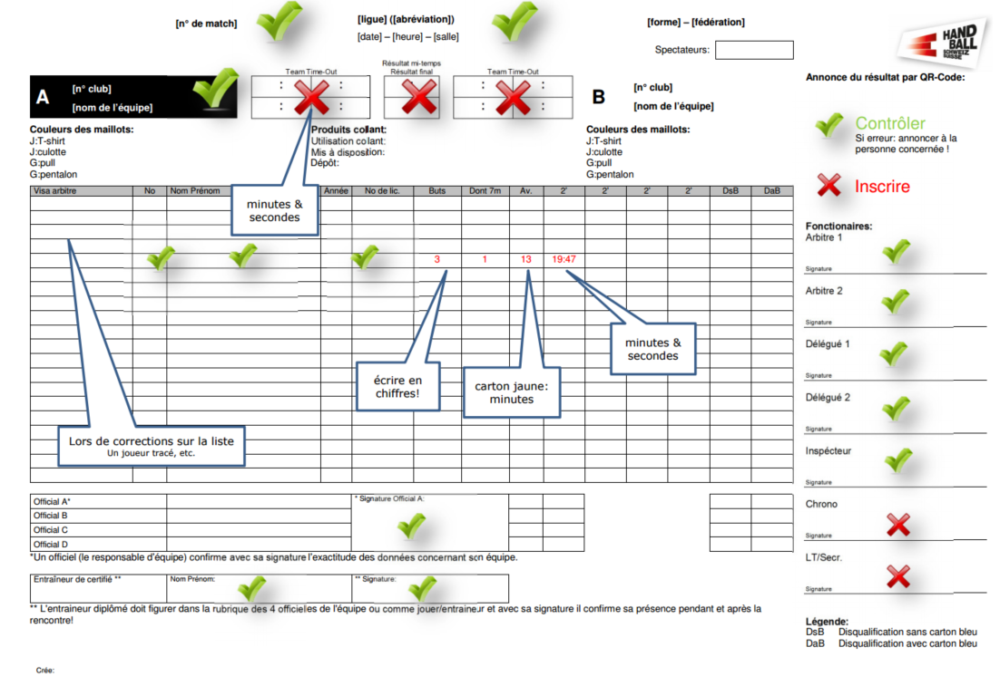 [n° de match]
[ligue] ([abréviation])
[date] – [heure] – [salle]
[forme] – [fédération]
Spectateurs:
HAND
BALL
SCHWEIZ
SUISSE
Annonce du résultat par QR-Code:
A
[n° club]
[nom de l'équipe]
Team Time-Out
: :
: :
Résultat mi-temps
Résultat final
Team Time-Out
: :
: :
B
[n° club]
[nom de l'équipe]
Contrôler
Si erreur: annoncer à la
personne concernée !
Inscrire
Couleurs des maillots:
J:T-shirt
J:culotte
G:pull
G:pentalon
Produits collant:
Utilisation collant:
Mis à disposition:
Dépôt:
Couleurs des maillots:
J:T-shirt
J:culotte
G:pull
G:pentalon
Visa arbitre No Nom Prénom Année No de lic. Buts Dont 7m Av. 2' 2' 2' 2' DsB DaB
minutes &
secondes
3 1 13 19:47
minutes &
secondes
écrire en
chiffres!
carton jaune:
minutes
Lors de corrections sur la liste
Un joueur tracé, etc.
Fonctionaires:
Arbitre 1
Signature
Arbitre 2
Signature
Délégué 1
Signature
Délégué 2
Signature
Inspécteur
Signature
Chrono
Signature
LT/Secr.
Signature
Official A*
Official B
Official C
Official D
* Signature Official A:
*Un officiel (le responsable d'équipe) confirme avec sa signature l'exactitude des données concernant son équipe.
Entraîneur de certifié **
Nom Prénom:
** Signature:
** L'entraineur diplômé doit figurer dans la rubrique des 4 officieles de l'équipe ou comme jouer/entraineur et avec sa signature il confirme sa présence pendant et après la
rencontre!
Légende:
DsB Disqualification sans carton bleu
DaB Disqualification avec carton bleu
Crée: